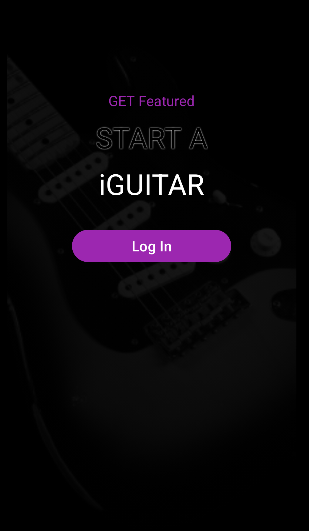 GET Featured
START A
iGUITAR
Log In